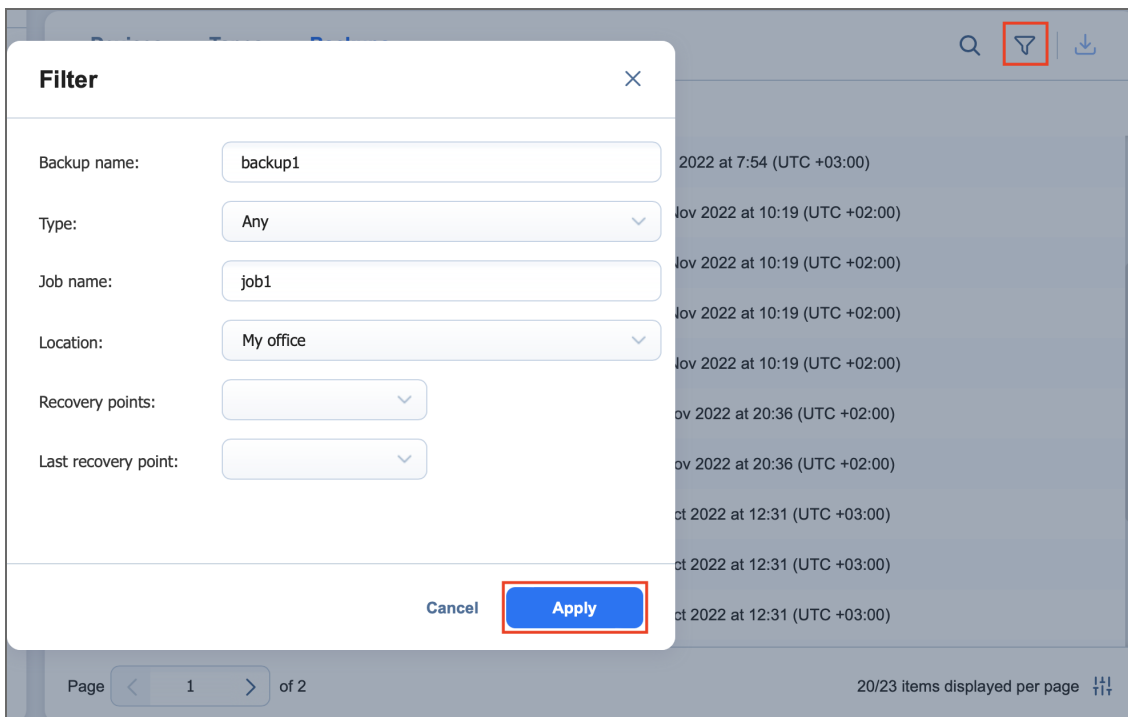 Filter
Backup name:
backup1
Type:
Any
Job name:
job1
Location:
My office
Recovery points:
Last recovery point:
Cancel
Apply
2022 at 7:54 (UTC +03:00)
Nov 2022 at 10:19 (UTC +02:00)
Nov 2022 at 10:19 (UTC +02:00)
Nov 2022 at 10:19 (UTC +02:00)
Nov 2022 at 10:19 (UTC +02:00)
ov 2022 at 20:36 (UTC +02:00)
ov 2022 at 20:36 (UTC +02:00)
ct 2022 at 12:31 (UTC +03:00)
ct 2022 at 12:31 (UTC +03:00)
ct 2022 at 12:31 (UTC +03:00)
Page 1 of 2
20/23 items displayed per page